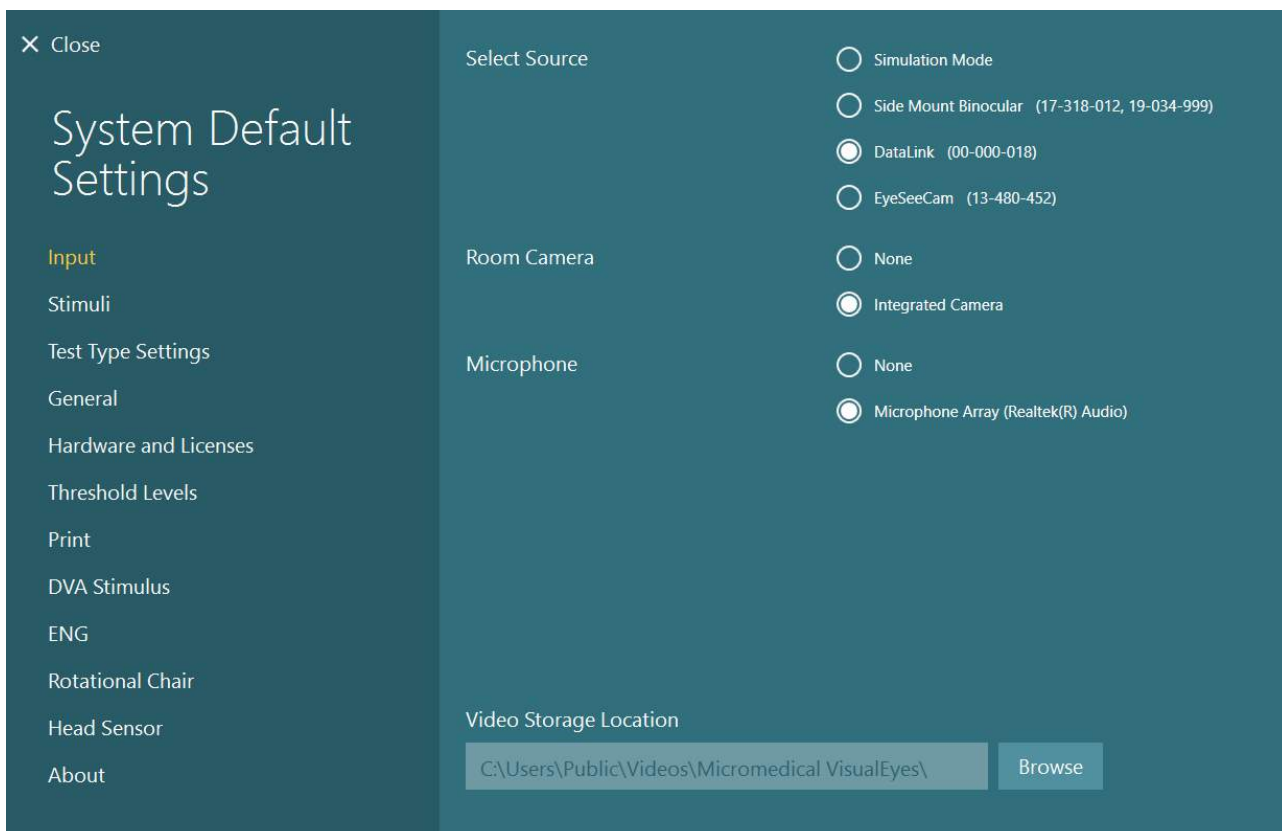 Close
System Default
Settings
Input
Stimuli
Test Type Settings
General
Hardware and Licenses
Threshold Levels
Print
DVA Stimulus
ENG
Rotational Chair
Head Sensor
About
Select Source
Simulation Mode
Side Mount Binocular (17-318-012, 19-034-999)
DataLink (00-000-018)
EyeSeeCam (13-480-452)
Room Camera
None
Integrated Camera
Microphone
None
Microphone Array (Realtek(R) Audio)
Video Storage Location
C:\Users\Public\Videos\Micromedical VisualEyes\
Browse